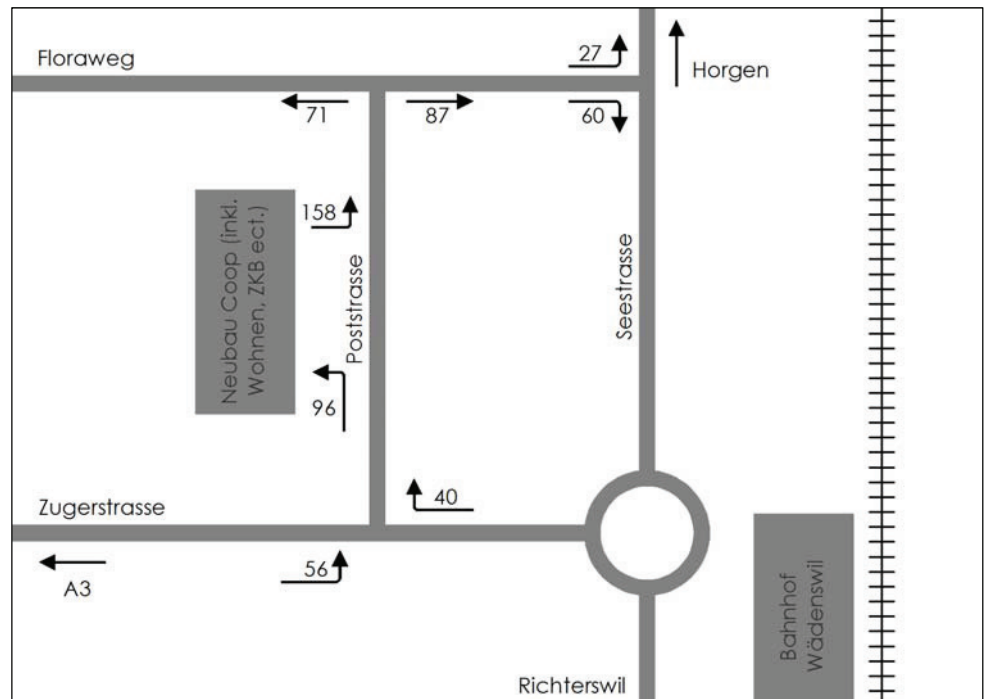 Floraweg
27
Horgen
71
87
60
158
Neubau Coop (inkl.
Wohnen, ZKB ect.)
Poststrasse
Seestrasse
96
Zugerstrasse
40
56
A3
Bahnhof
Wädenswil
Richterswil